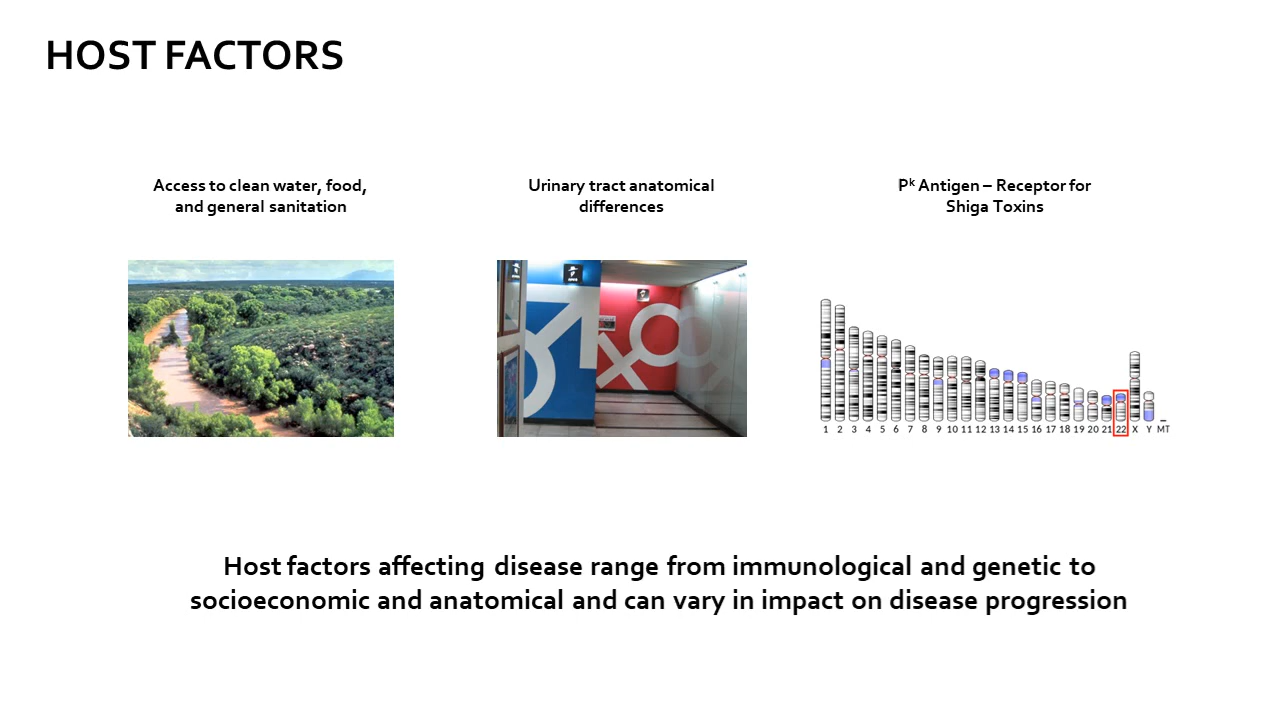 HOST FACTORS
Access to clean water, food,
and general sanitation
Urinary tract anatomical
differences
Pᵏ Antigen – Receptor for
Shiga Toxins
1 2 3 4 5 6 7 8 9 10 11 12 13 14 15 16 17 18 19 20 21 22 X Y MT
Host factors affecting disease range from immunological and genetic to
socioeconomic and anatomical and can vary in impact on disease progression